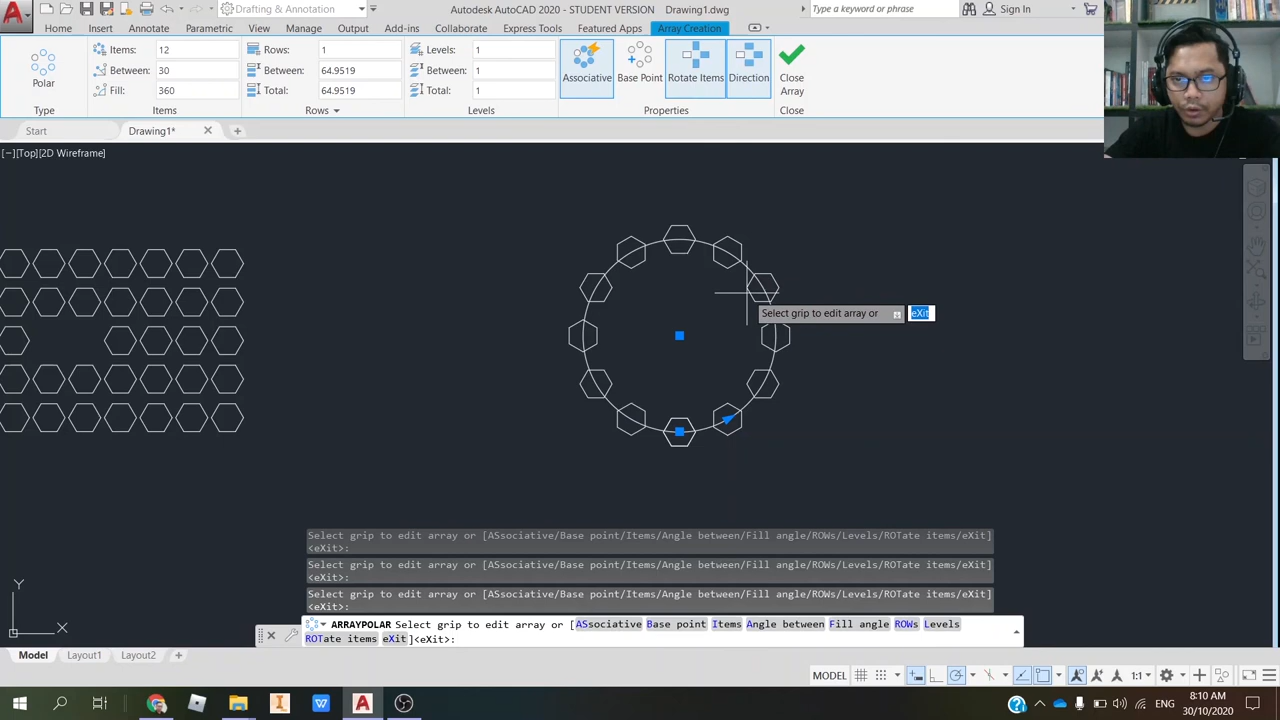 Drafting & Annotation
Autodesk AutoCAD 2020 - STUDENT VERSION Drawing1.dwg
Type a keyword or phrase
Sign In
Home Insert Annotate Parametric View Manage Output Add-ins Collaborate Express Tools Featured Apps Array Creation
Polar
Type
Items: 12
Between: 30
Fill: 360
Items
Rows: 1
Between: 64.9519
Total: 64.9519
Rows
Levels: 1
Between: 1
Total: 1
Levels
Associative
Base Point
Rotate Items
Direction
Properties
Close
Array
Close
Start
Drawing1*
[−][Top][2D Wireframe]
Select grip to edit array or
eXit
Select grip to edit array or [ASsociative/Base point/Items/Angle between/Fill angle/ROWs/Levels/ROTate items/eXit]
<eXit>:
Select grip to edit array or [ASsociative/Base point/Items/Angle between/Fill angle/ROWs/Levels/ROTate items/eXit]
<eXit>:
Select grip to edit array or [ASsociative/Base point/Items/Angle between/Fill angle/ROWs/Levels/ROTate items/eXit]
<eXit>:
ARRAYPOLAR Select grip to edit array or [ASsociative Base point Items Angle between Fill angle ROWs Levels
ROTate items eXit]<eXit>:
Y
X
Model Layout1 Layout2
MODEL
1:1
ENG
8:10 AM
30/10/2020